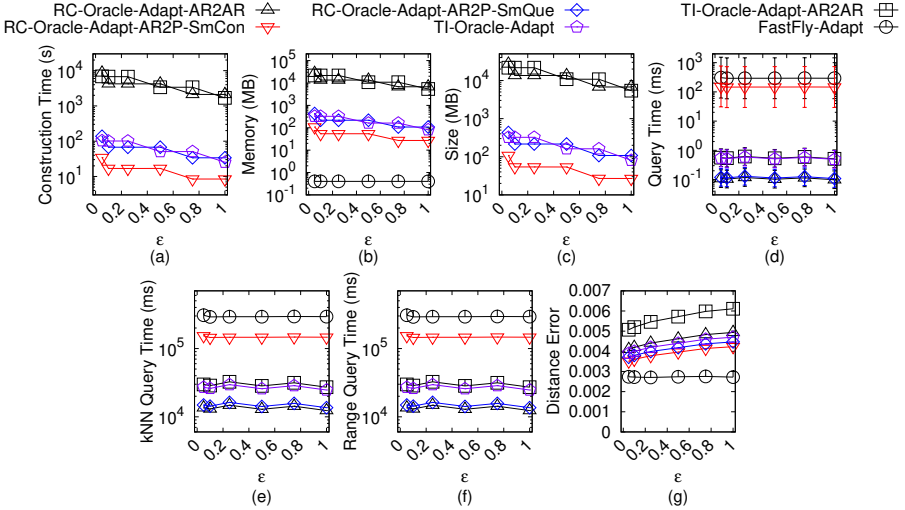 RC-Oracle-Adapt-AR2AR RC-Oracle-Adapt-AR2P-SmQue TI-Oracle-Adapt-AR2AR
RC-Oracle-Adapt-AR2P-SmCon TI-Oracle-Adapt FastFly-Adapt
Construction Time (s)
10^4
10^3
10^2
10^1
0 0.2 0.4 0.6 0.8 1
ε
(a)
Memory (MB)
10^5
10^4
10^3
10^2
10^1
10^0
10^-1
0 0.2 0.4 0.6 0.8 1
ε
(b)
Size (MB)
10^4
10^3
10^2
10^1
0 0.2 0.4 0.6 0.8 1
ε
(c)
Query Time (ms)
10^3
10^2
10^1
10^0
10^-1
0 0.2 0.4 0.6 0.8 1
ε
(d)
kNN Query Time (ms)
10^5
10^4
0 0.2 0.4 0.6 0.8 1
ε
(e)
Range Query Time (ms)
10^5
10^4
0 0.2 0.4 0.6 0.8 1
ε
(f)
Distance Error
0.007
0.006
0.005
0.004
0.003
0.002
0.001
0
0 0.2 0.4 0.6 0.8 1
ε
(g)